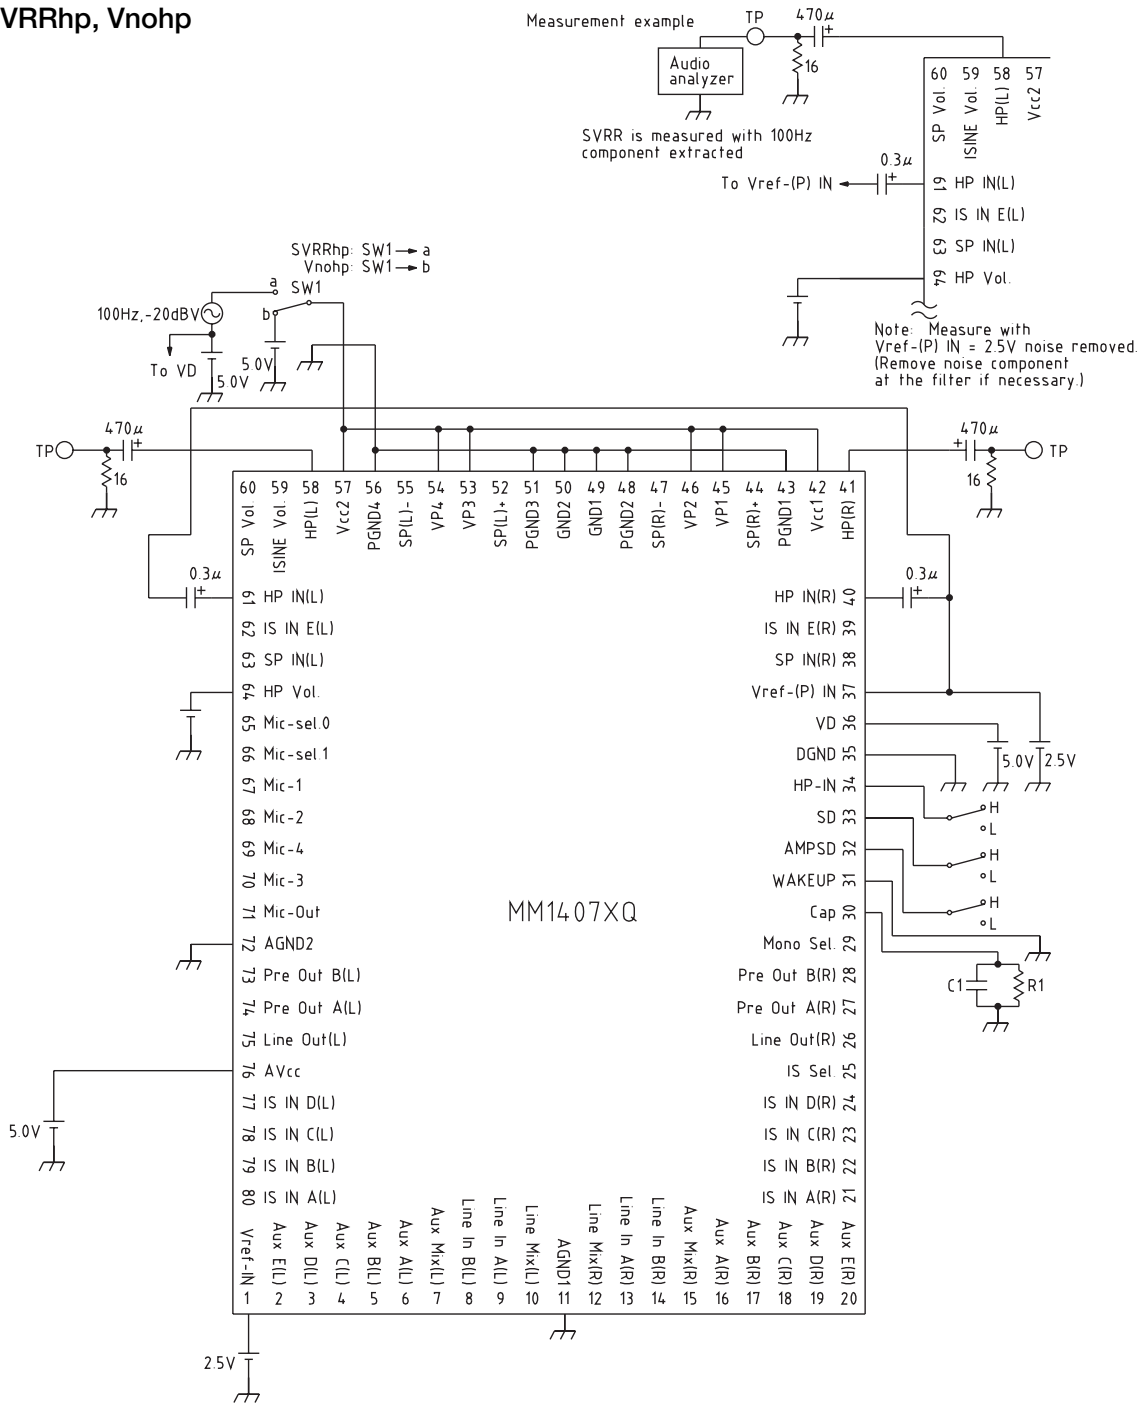 VRRhp, Vnohp
Measurement example
TP
470μ
+
Audio
analyzer
16
SVRR is measured with 100Hz
component extracted
60 59 58 57
SP Vol.
ISINE Vol.
HP(L)
Vcc2
0.3μ
+
To Vref-(P) IN
61 HP IN(L)
62 IS IN E(L)
63 SP IN(L)
64 HP Vol.
Note: Measure with
Vref-(P) IN = 2.5V noise removed.
(Remove noise component
at the filter if necessary.)
SVRRhp: SW1 → a
Vnohp: SW1 → b
a
SW1
b
100Hz,-20dBV
To VD
5.0V
5.0V
TP
470μ
+
16
470μ
+
TP
16
60 59 58 57 56 55 54 53 52 51 50 49 48 47 46 45 44 43 42 41
SP Vol.
ISINE Vol.
HP(L)
Vcc2
PGND4
SP(L)-
VP4
VP3
SP(L)+
PGND3
GND2
GND1
PGND2
SP(R)-
VP2
VP1
SP(R)+
PGND1
Vcc1
HP(R)
0.3μ
+
61 HP IN(L)
62 IS IN E(L)
63 SP IN(L)
64 HP Vol.
65 Mic-sel.0
66 Mic-sel.1
67 Mic-1
68 Mic-2
69 Mic-4
70 Mic-3
71 Mic-Out
72 AGND2
73 Pre Out B(L)
74 Pre Out A(L)
75 Line Out(L)
76 AVcc
77 IS IN D(L)
78 IS IN C(L)
79 IS IN B(L)
80 IS IN A(L)
5.0V
MM1407XQ
0.3μ
+
HP IN(R) 40
IS IN E(R) 39
SP IN(R) 38
Vref-(P) IN 37
VD 36
DGND 35
HP-IN 34
SD 33
AMPSD 32
WAKEUP 31
Cap 30
Mono Sel. 29
Pre Out B(R) 28
Pre Out A(R) 27
Line Out(R) 26
IS Sel. 25
IS IN D(R) 24
IS IN C(R) 23
IS IN B(R) 22
IS IN A(R) 21
5.0V
2.5V
H
L
H
L
H
L
C1
R1
Vref-IN
Aux E(L)
Aux D(L)
Aux C(L)
Aux B(L)
Aux A(L)
Aux Mix(L)
Line In B(L)
Line In A(L)
Line Mix(L)
AGND1
Line Mix(R)
Line In A(R)
Line In B(R)
Aux Mix(R)
Aux A(R)
Aux B(R)
Aux C(R)
Aux D(R)
Aux E(R)
1 2 3 4 5 6 7 8 9 10 11 12 13 14 15 16 17 18 19 20
2.5V